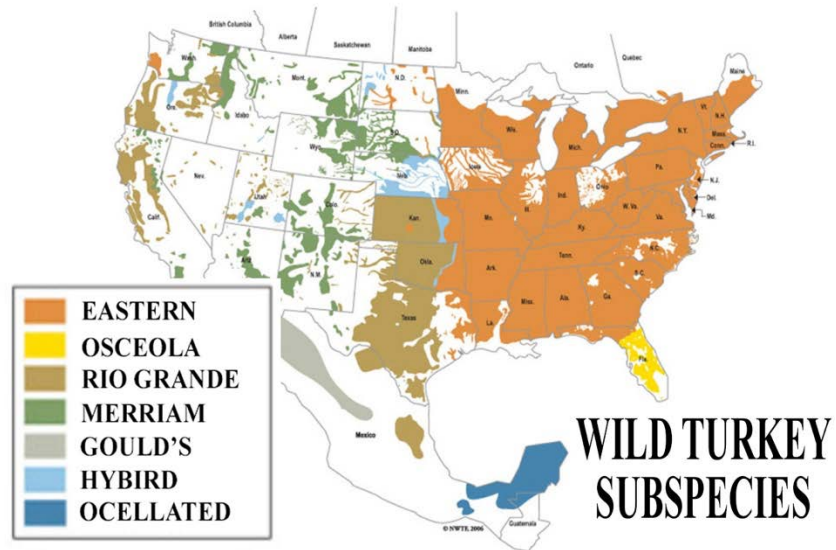 British Columbia
Alberta
Saskatchewan
Manitoba
Ontario
Quebec
Maine
Wash.
Mont.
N.D.
Minn.
Vt.
N.H.
Ore.
Idaho
Wis.
Mich.
N.Y.
Mass.
Conn.
R.I.
Wyo.
S.D.
Iowa
Pa.
N.J.
Nev.
Utah
Neb.
Ill.
Ind.
Ohio
W. Va.
Del.
Md.
Calif.
Colo.
Kan.
Mo.
Ky.
Va.
Ariz.
N.M.
Okla.
Ark.
Tenn.
N.C.
S.C.
Texas
La.
Miss.
Ala.
Ga.
Fla.
Mexico
Guatemala
© NWTF, 2006
EASTERN
OSCEOLA
RIO GRANDE
MERRIAM
GOULD'S
HYBIRD
OCELLATED
WILD TURKEY
SUBSPECIES